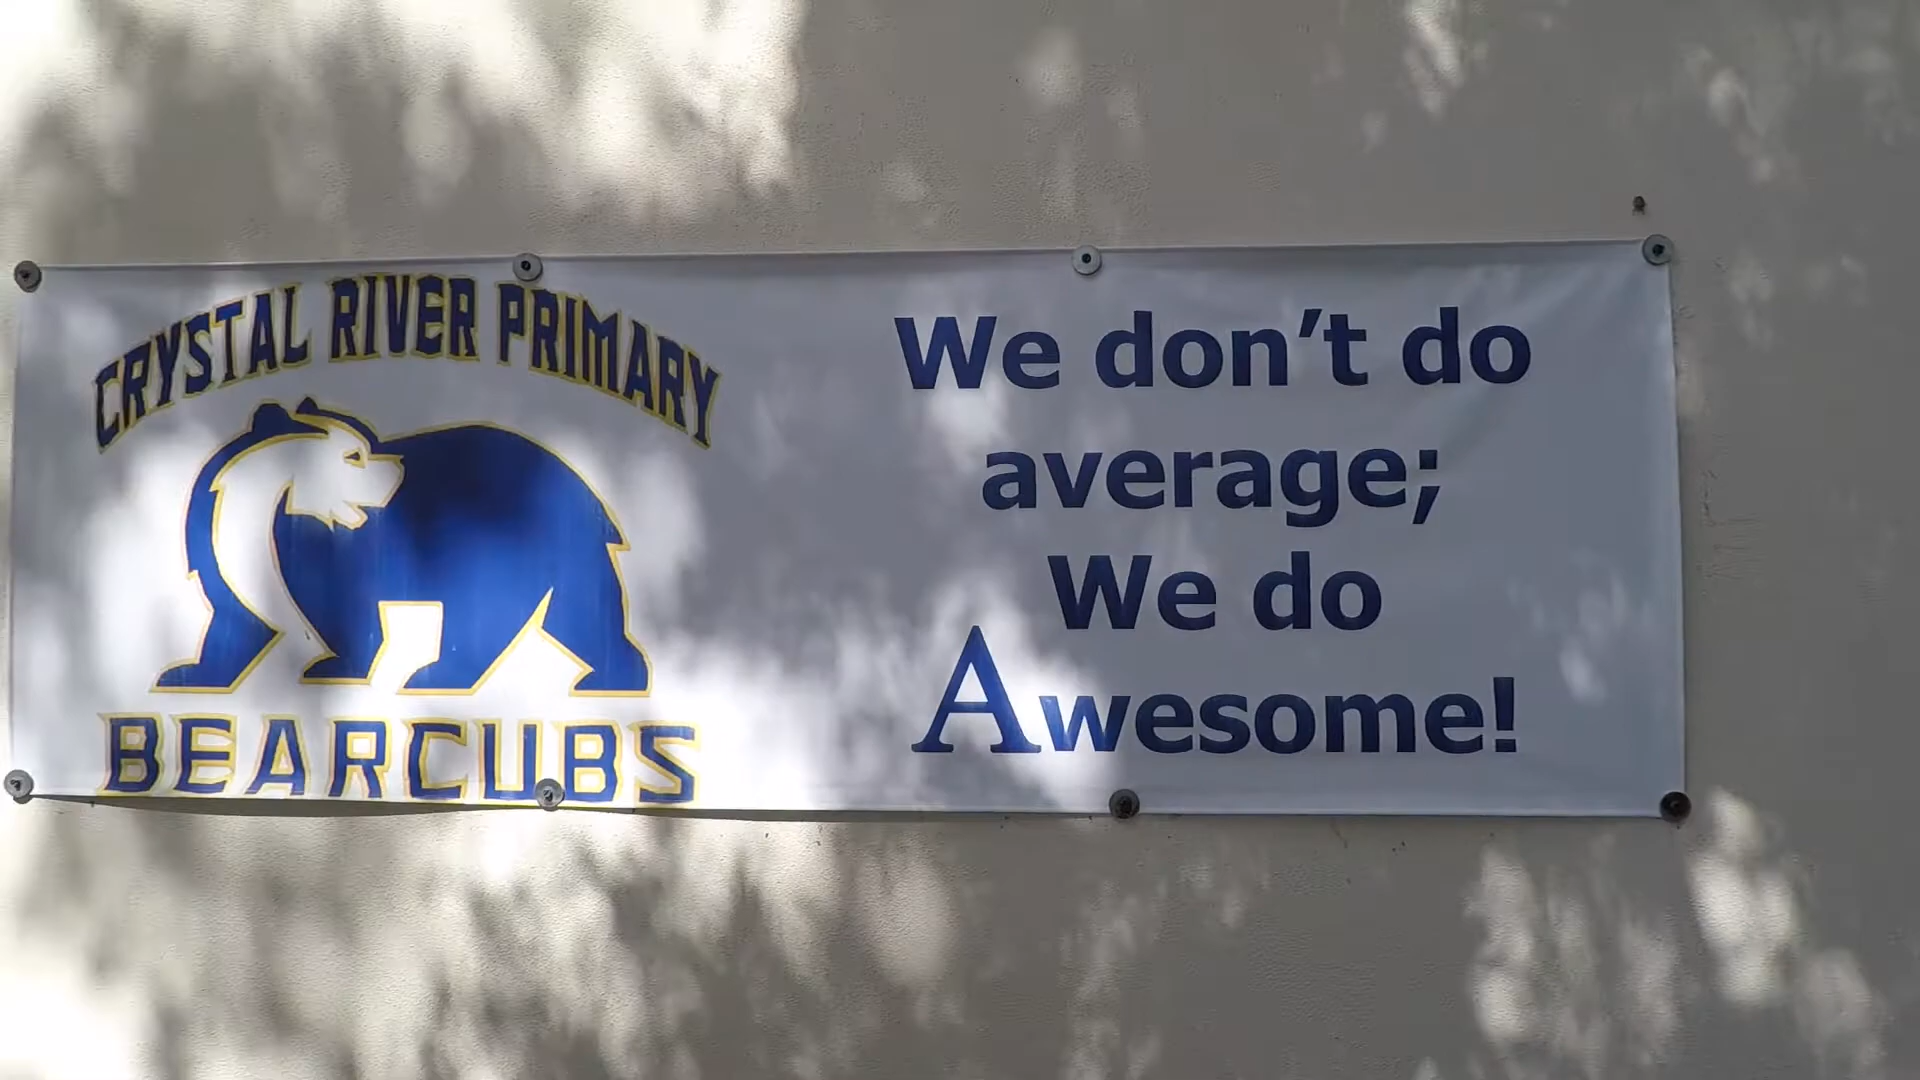 CRYSTAL RIVER PRIMARY
BEARCUBS
We don't do
average;
We do
Awesome!